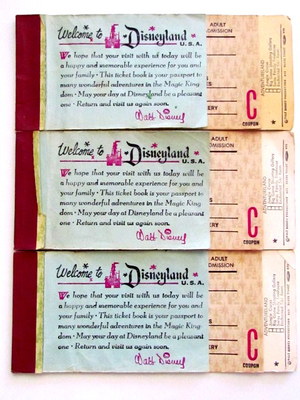 Welcome to Disneyland
U.S.A.
We hope that your visit with us today will be
a happy and memorable experience for you and
your family · This ticket book is your passport to
many wonderful adventures in the Magic King-
dom · May your day at Disneyland be a pleasant
one · Return and visit us again soon.
Walt Disney
ADULT
ADMISSION
C
COUPON
Welcome to Disneyland
U.S.A.
We hope that your visit with us today will be
a happy and memorable experience for you and
your family · This ticket book is your passport to
many wonderful adventures in the Magic King-
dom · May your day at Disneyland be a pleasant
one · Return and visit us again soon.
Walt Disney
ADULT
ADMISSION
C
COUPON
Welcome to Disneyland
U.S.A.
We hope that your visit with us today will be
a happy and memorable experience for you and
your family · This ticket book is your passport to
many wonderful adventures in the Magic King-
dom · May your day at Disneyland be a pleasant
one · Return and visit us again soon.
Walt Disney
ADULT
ADMISSION
C
COUPON